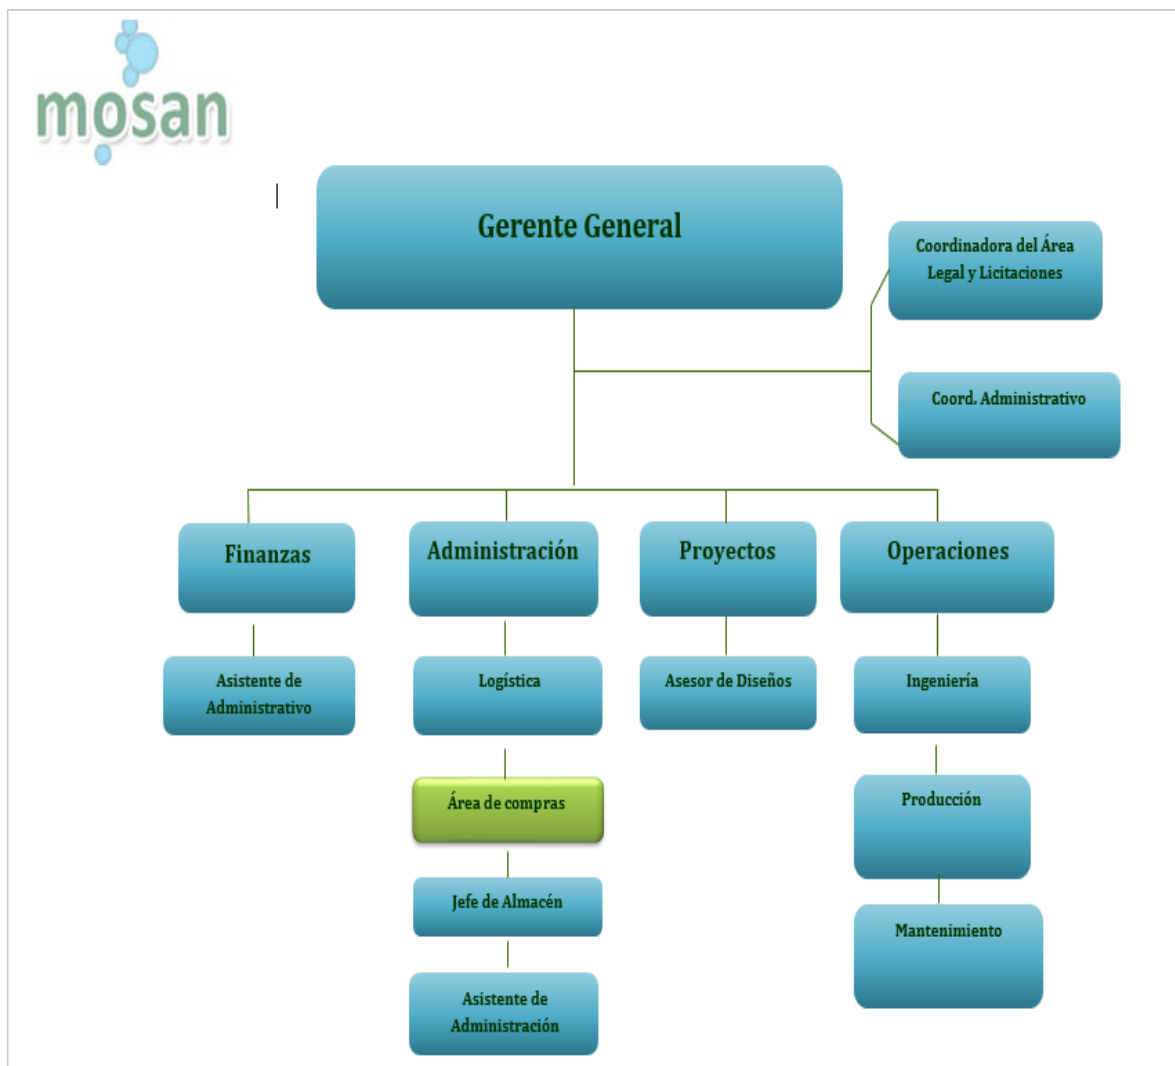 mosan
Gerente General
Coordinadora del Área
Legal y Licitaciones
Coord. Administrativo
Finanzas
Administración
Proyectos
Operaciones
Asistente de
Administrativo
Logística
Asesor de Diseños
Ingeniería
Área de compras
Producción
Jefe de Almacén
Mantenimiento
Asistente de
Administración